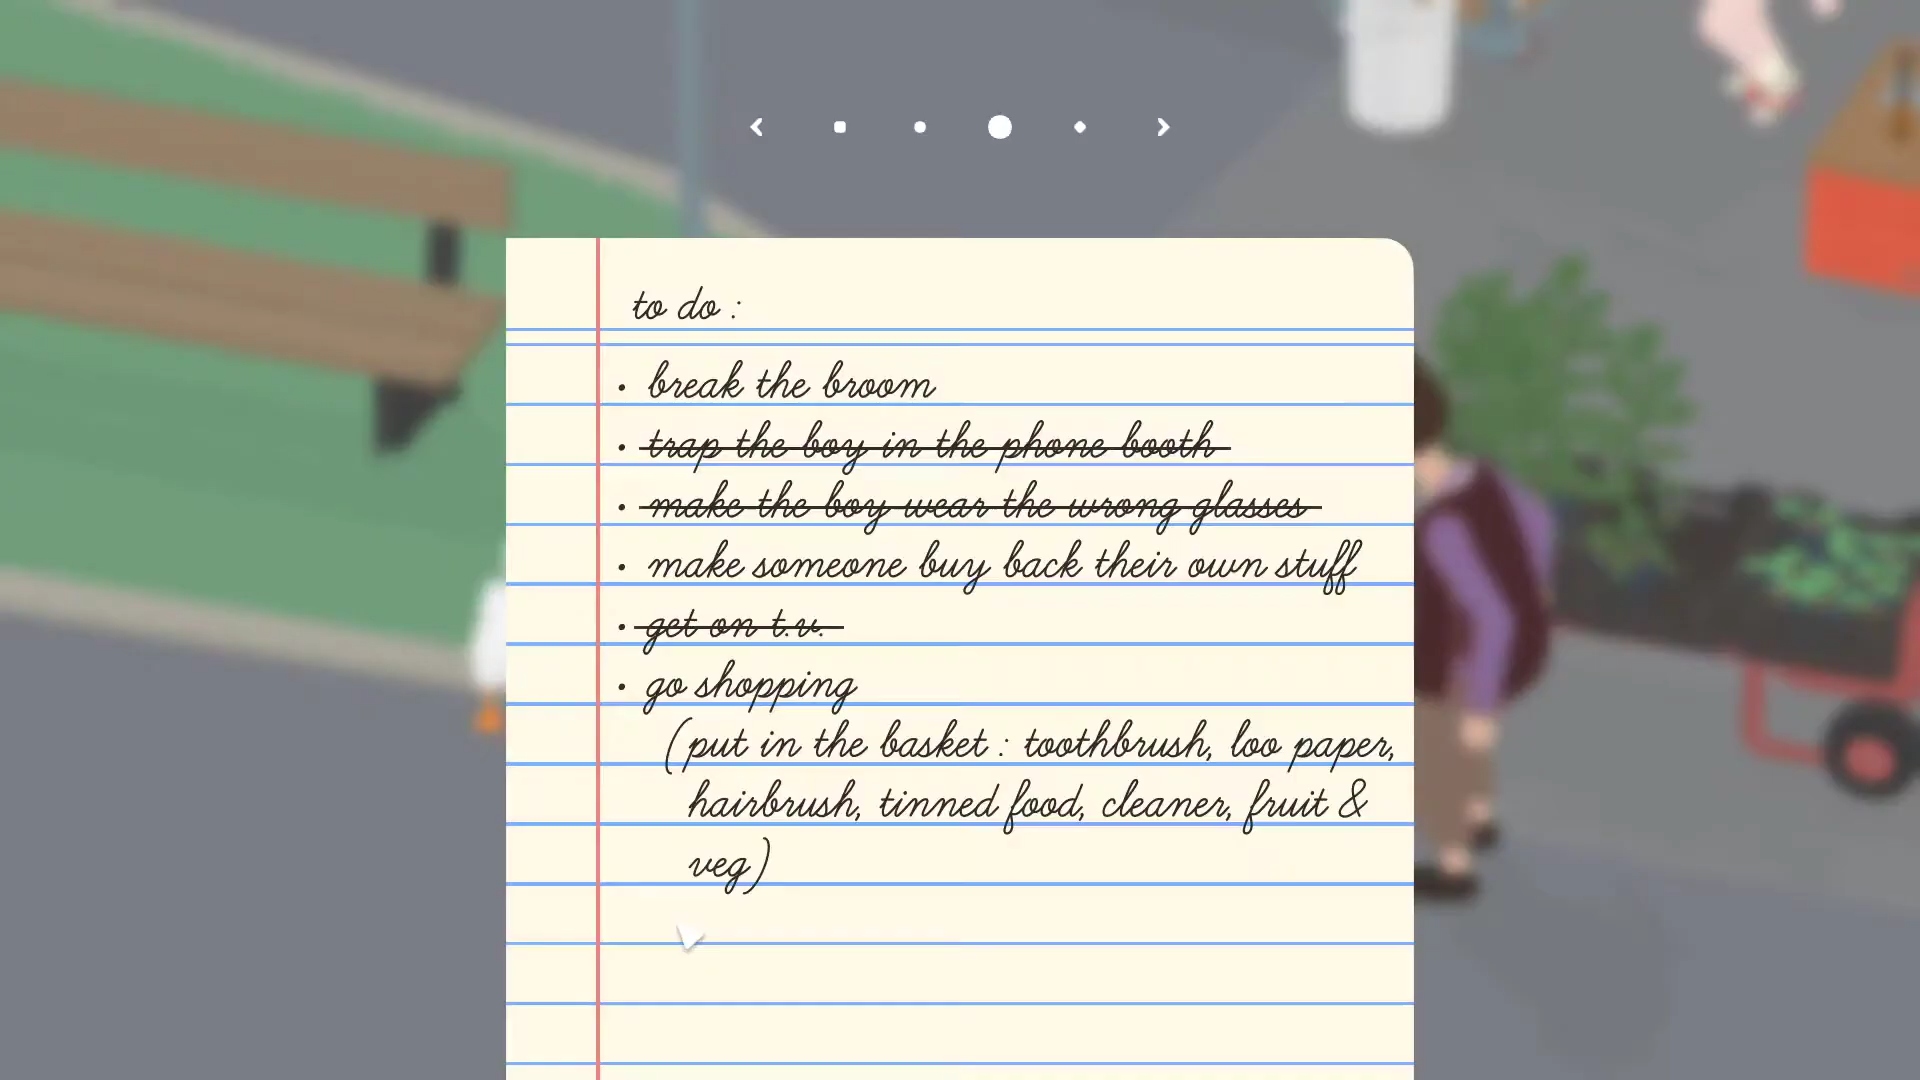 to do :
• break the broom
• trap the boy in the phone booth
• make the boy wear the wrong glasses
• make someone buy back their own stuff
• get on t.v.
• go shopping
(put in the basket : toothbrush, loo paper,
hairbrush, tinned food, cleaner, fruit &
veg)